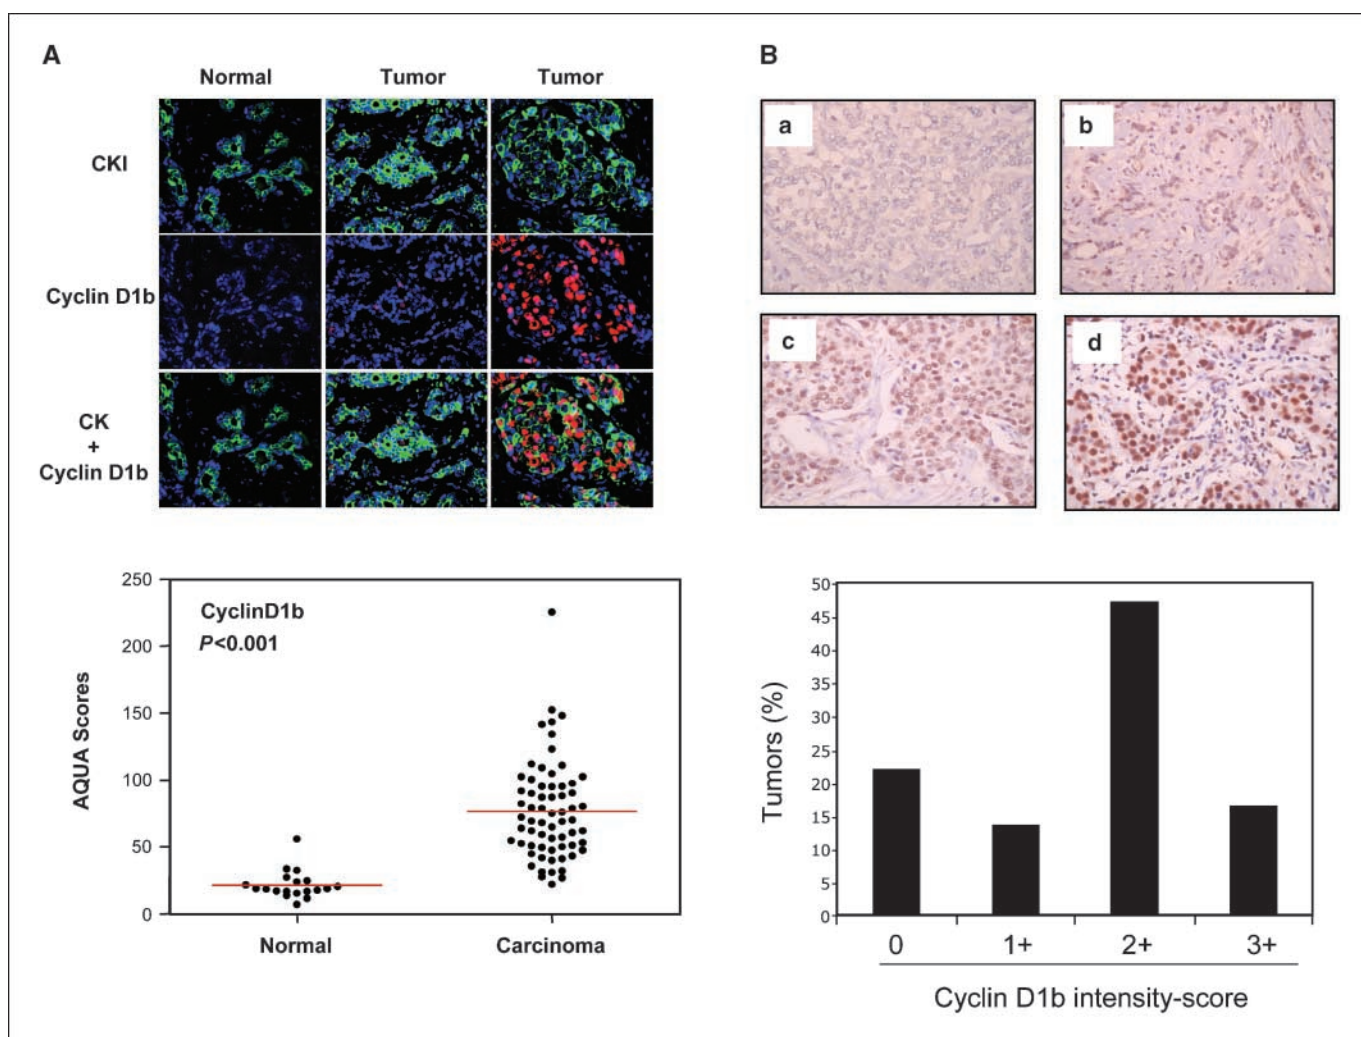 A
Normal
Tumor
Tumor
CKI
Cyclin D1b
CK
+
Cyclin D1b
250
200
150
100
50
0
AQUA Scores
CyclinD1b
P<0.001
Normal
Carcinoma
B
a
b
c
d
50
45
40
35
30
25
20
15
10
5
0
Tumors (%)
0
1+
2+
3+
Cyclin D1b intensity-score